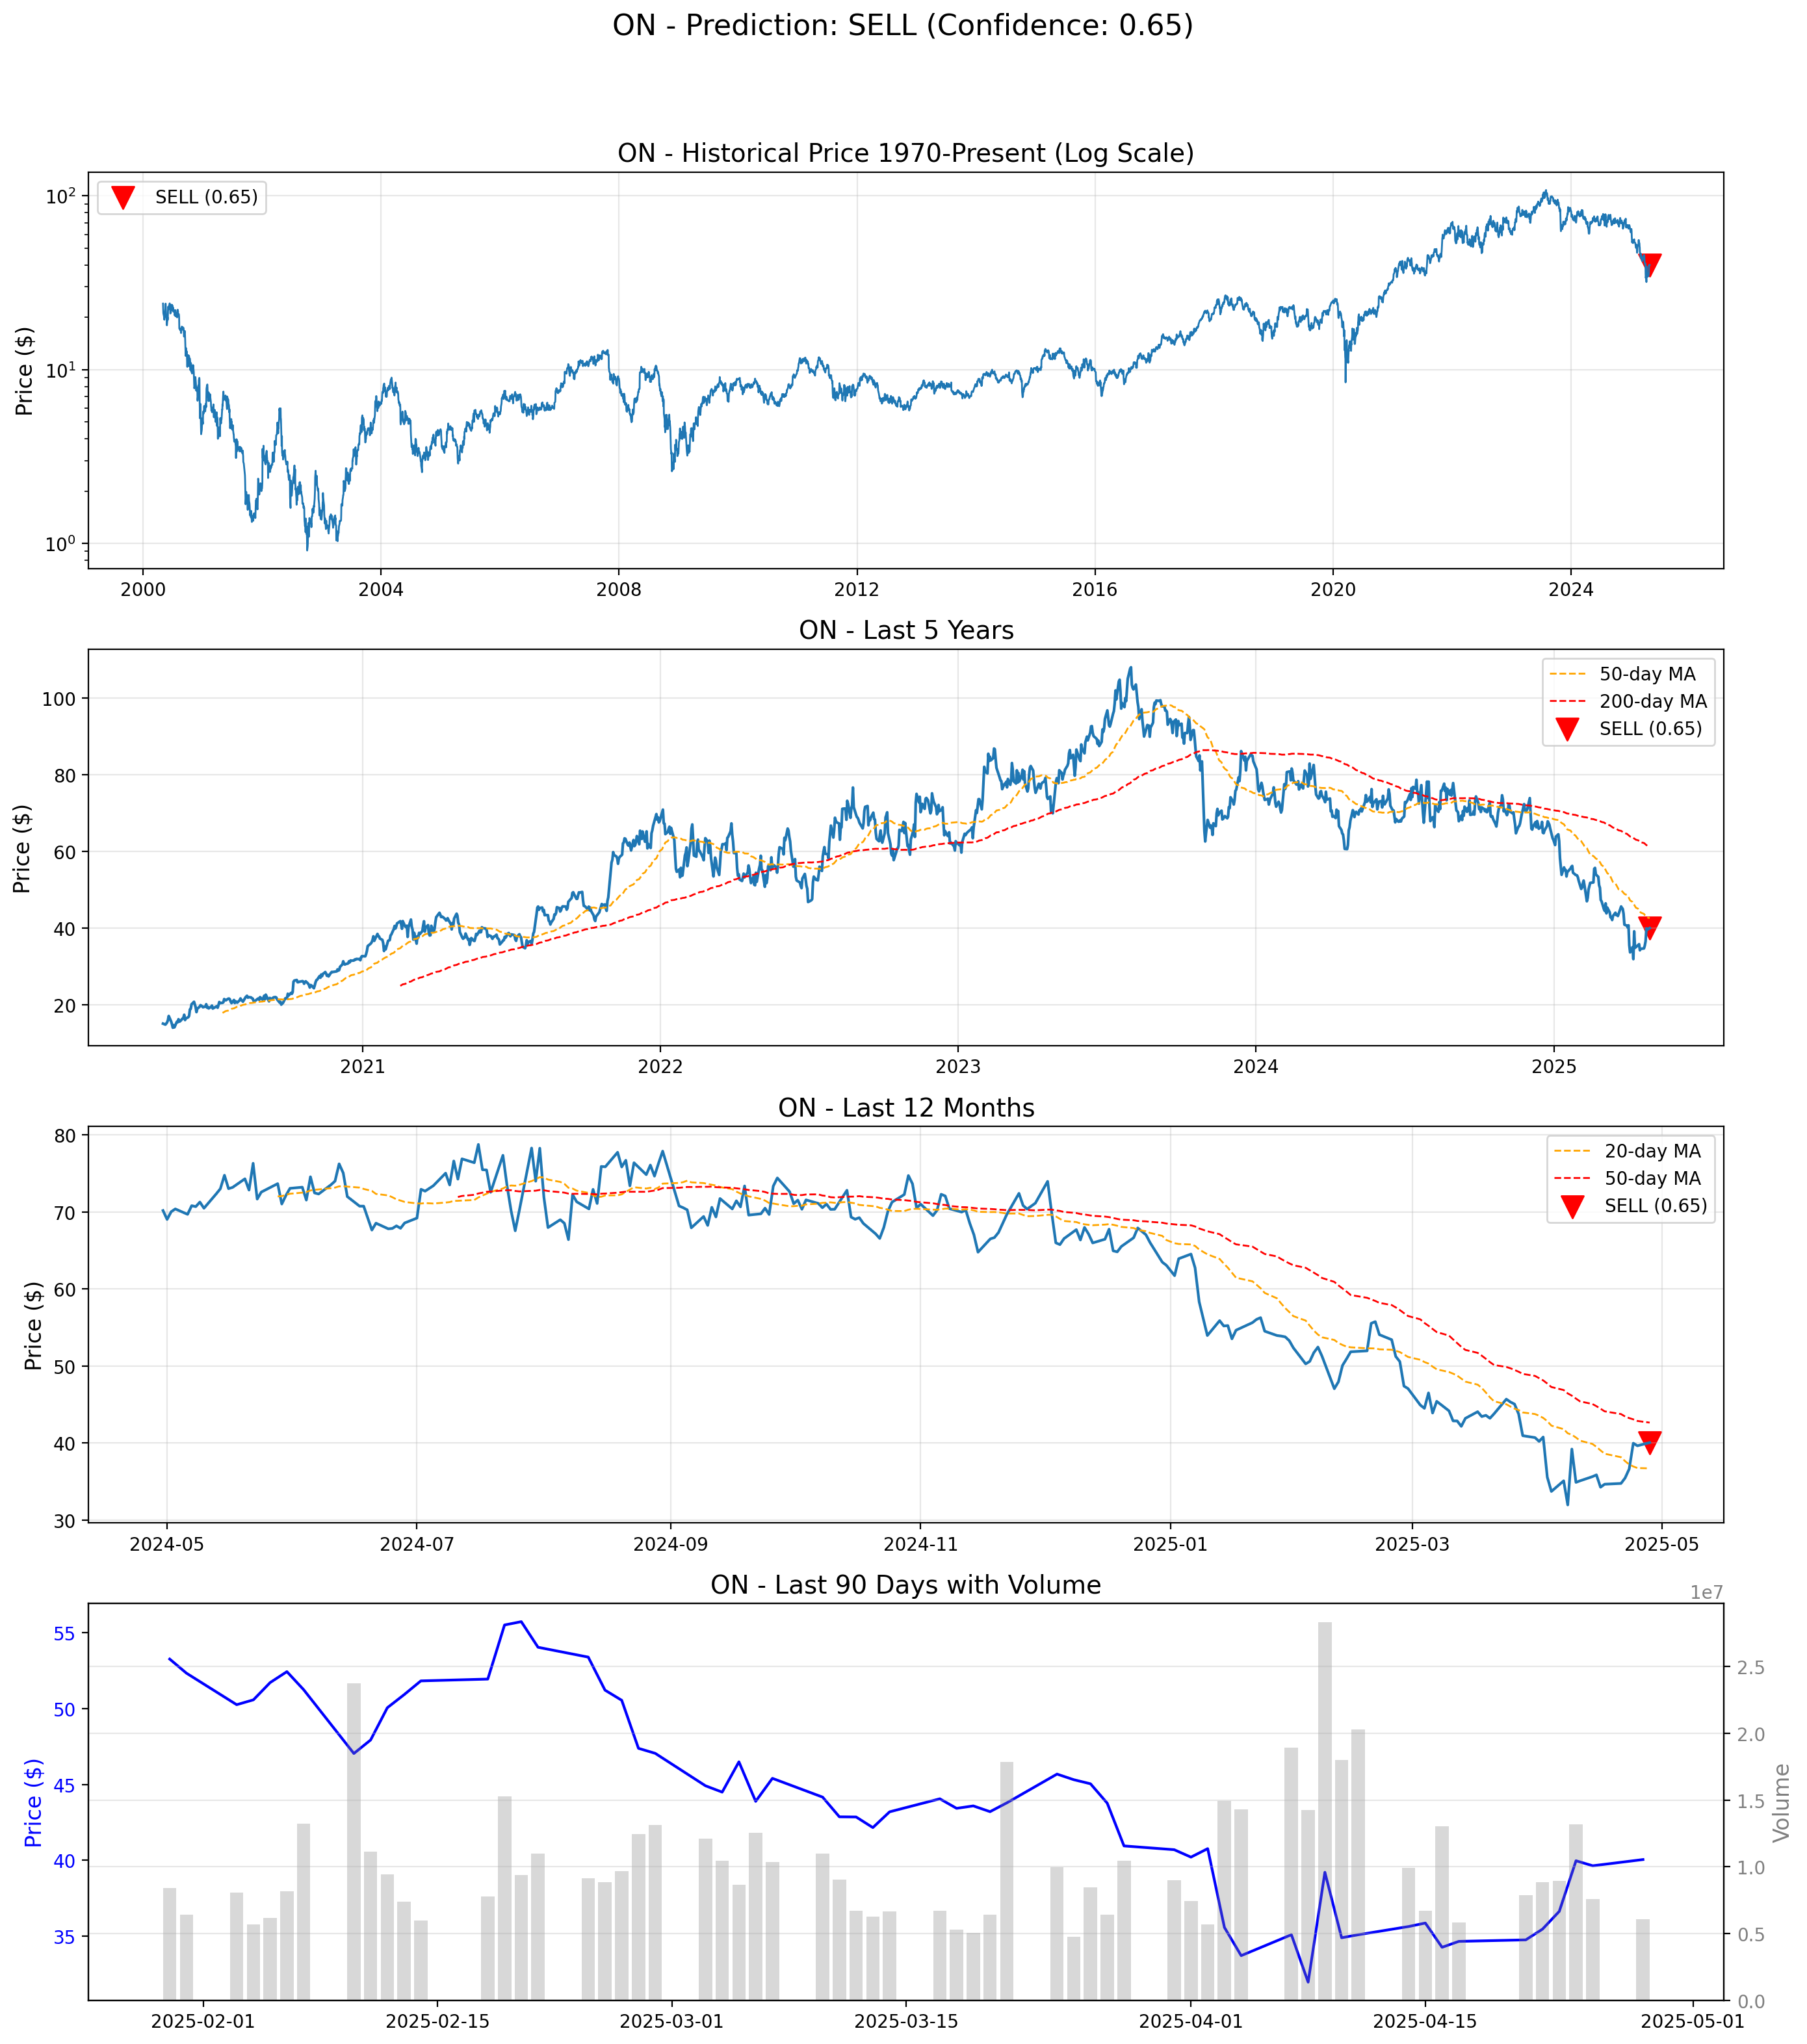 ON - Prediction: SELL (Confidence: 0.65)
ON - Historical Price 1970-Present (Log Scale)
SELL (0.65)
Price ($)
10²
10¹
10⁰
2000 2004 2008 2012 2016 2020 2024
ON - Last 5 Years
50-day MA
200-day MA
SELL (0.65)
Price ($)
100
80
60
40
20
2021 2022 2023 2024 2025
ON - Last 12 Months
20-day MA
50-day MA
SELL (0.65)
Price ($)
80
70
60
50
40
30
2024-05 2024-07 2024-09 2024-11 2025-01 2025-03 2025-05
ON - Last 90 Days with Volume
1e7
Price ($)
55
50
45
40
35
2.5
2.0
1.5
1.0
0.5
0.0
Volume
2025-02-01 2025-02-15 2025-03-01 2025-03-15 2025-04-01 2025-04-15 2025-05-01